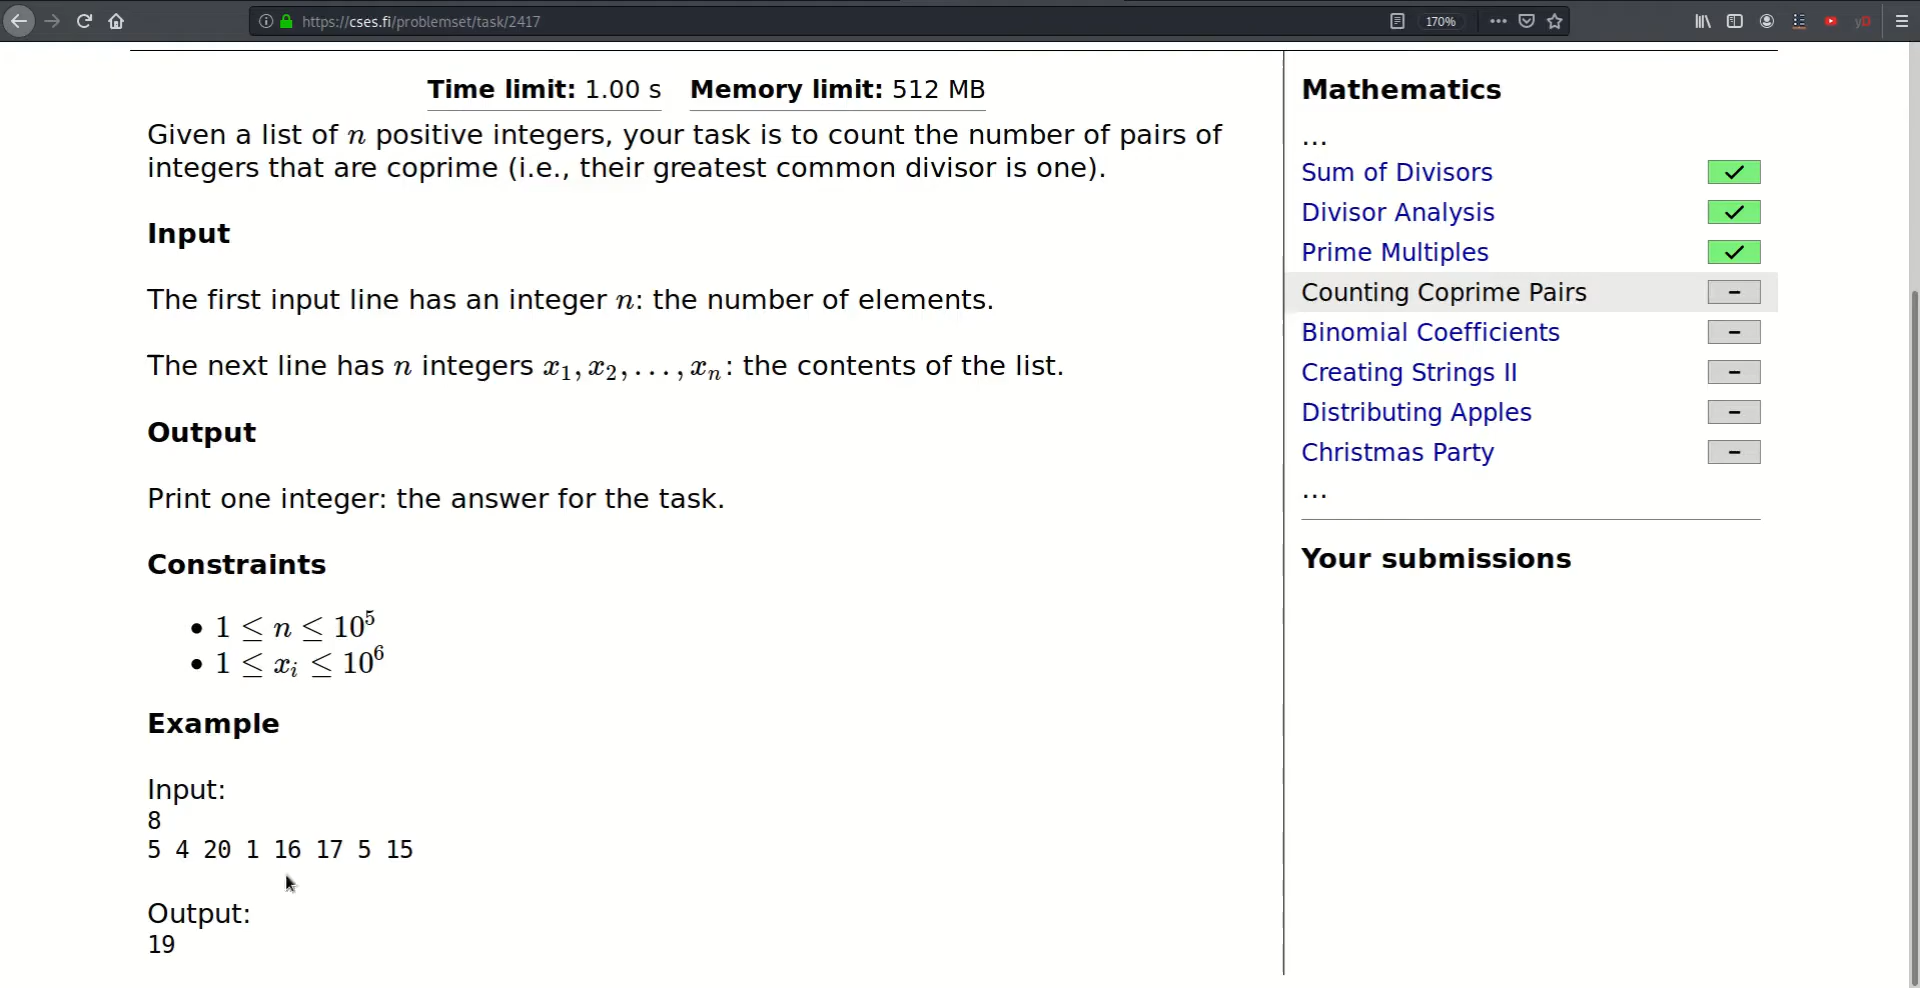 https://cses.fi/problemset/task/2417
170%
Time limit: 1.00 s Memory limit: 512 MB
Given a list of n positive integers, your task is to count the number of pairs of
integers that are coprime (i.e., their greatest common divisor is one).
Input
The first input line has an integer n: the number of elements.
The next line has n integers x₁, x₂, …, xₙ: the contents of the list.
Output
Print one integer: the answer for the task.
Constraints
• 1 ≤ n ≤ 10⁵
• 1 ≤ xᵢ ≤ 10⁶
Example
Input:
8
5 4 20 1 16 17 5 15
Output:
19
Mathematics
...
Sum of Divisors
Divisor Analysis
Prime Multiples
Counting Coprime Pairs –
Binomial Coefficients –
Creating Strings II –
Distributing Apples –
Christmas Party –
...
Your submissions